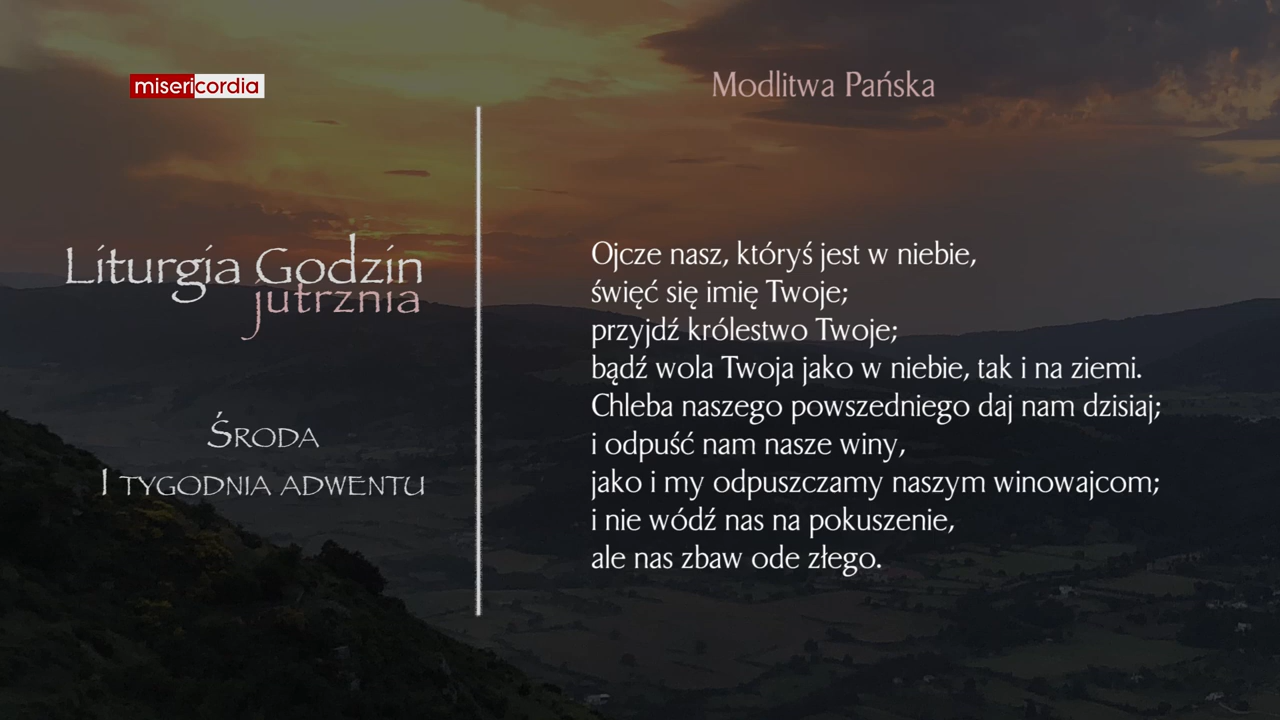 misericordia
Modlitwa Pańska
Liturgia Godzin
jutrznia
Środa
I tygodnia adwentu
Ojcze nasz, któryś jest w niebie,
święć się imię Twoje;
przyjdź królestwo Twoje;
bądź wola Twoja jako w niebie, tak i na ziemi.
Chleba naszego powszedniego daj nam dzisiaj;
i odpuść nam nasze winy,
jako i my odpuszczamy naszym winowajcom;
i nie wódź nas na pokuszenie,
ale nas zbaw ode złego.